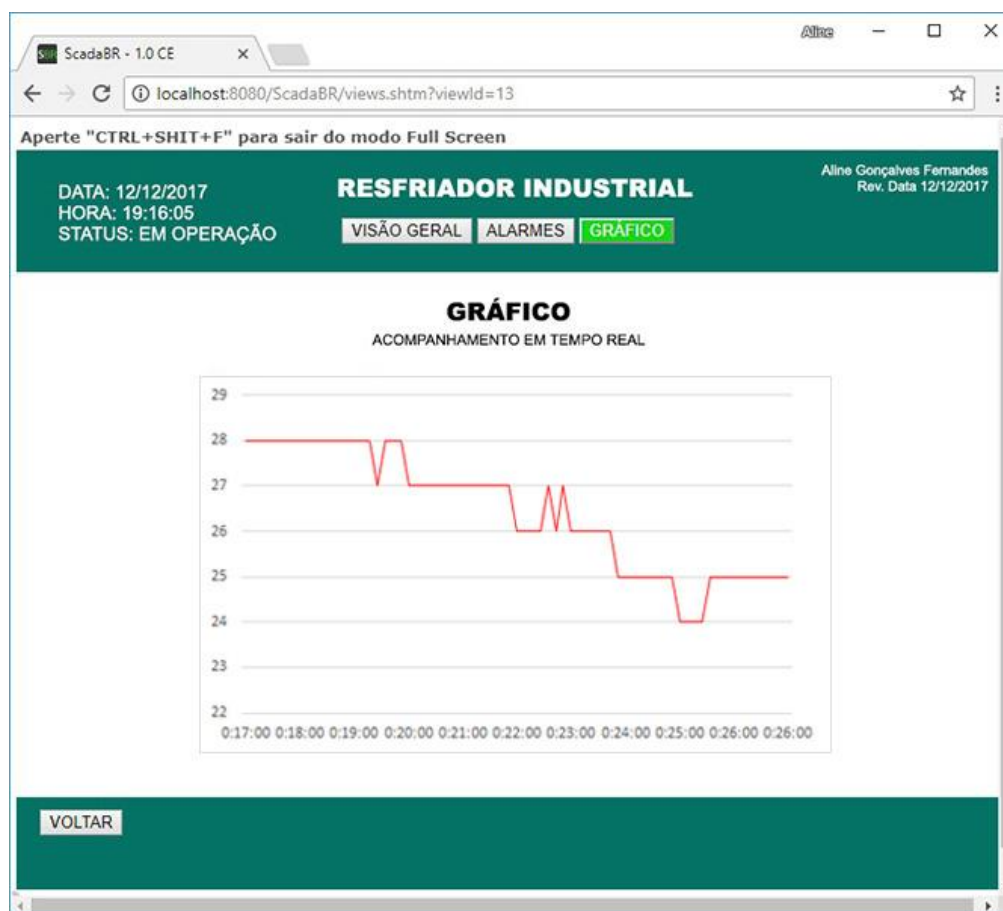 Aline
ScadaBR - 1.0 CE
localhost:8080/ScadaBR/views.shtm?viewId=13
Aperte "CTRL+SHIT+F" para sair do modo Full Screen
DATA: 12/12/2017
HORA: 19:16:05
STATUS: EM OPERAÇÃO
RESFRIADOR INDUSTRIAL
VISÃO GERAL ALARMES GRÁFICO
Aline Gonçalves Fernandes
Rev. Data 12/12/2017
GRÁFICO
ACOMPANHAMENTO EM TEMPO REAL
29
28
27
26
25
24
23
22
0:17:00 0:18:00 0:19:00 0:20:00 0:21:00 0:22:00 0:23:00 0:24:00 0:25:00 0:26:00 0:26:00
VOLTAR